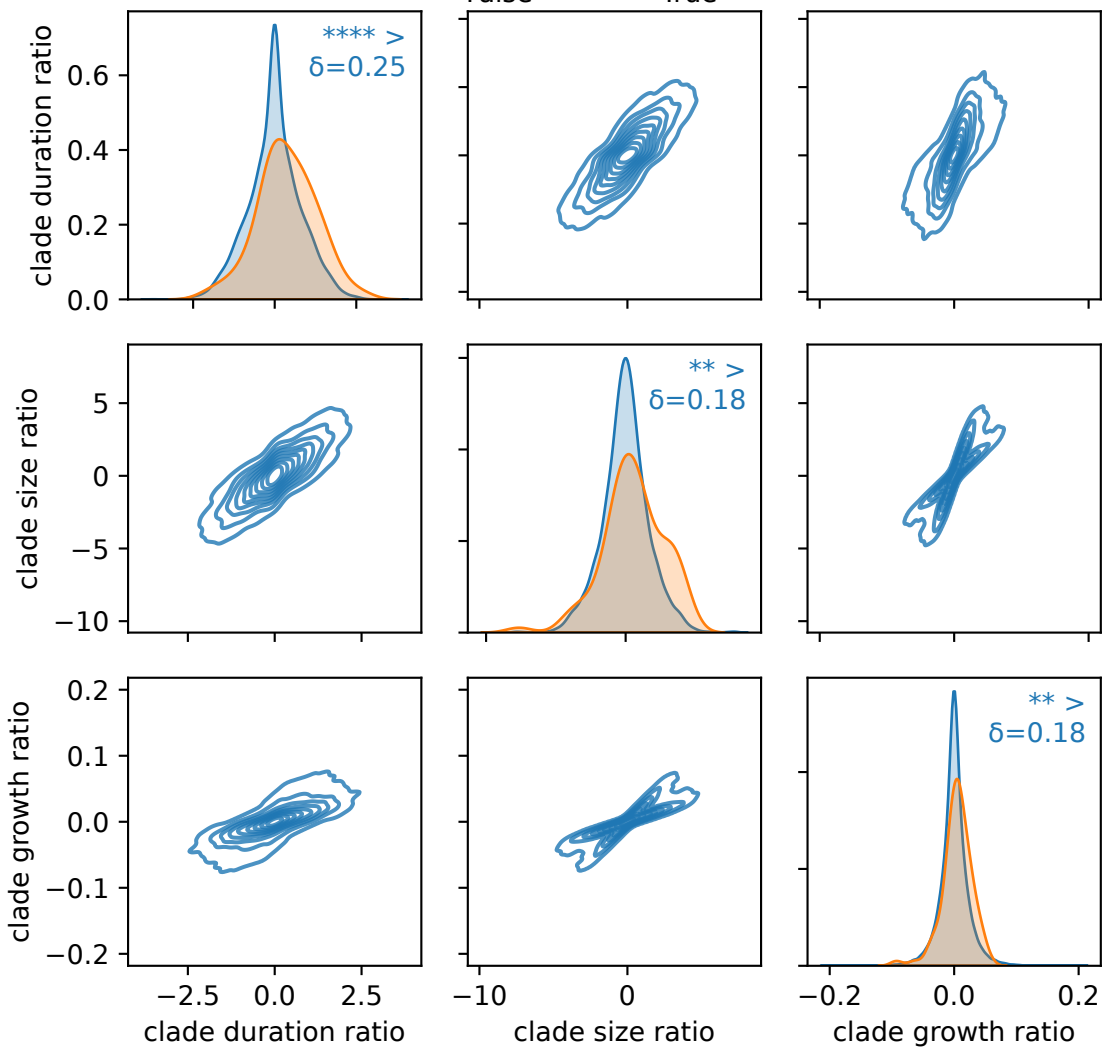 **** >
δ=0.25
clade duration ratio
0.6
0.4
0.2
0.0
** >
δ=0.18
clade size ratio
5
0
−5
−10
** >
δ=0.18
clade growth ratio
0.2
0.1
0.0
−0.1
−0.2
−2.5 0.0 2.5 −10 0 −0.2 0.0 0.2
clade duration ratio clade size ratio clade growth ratio